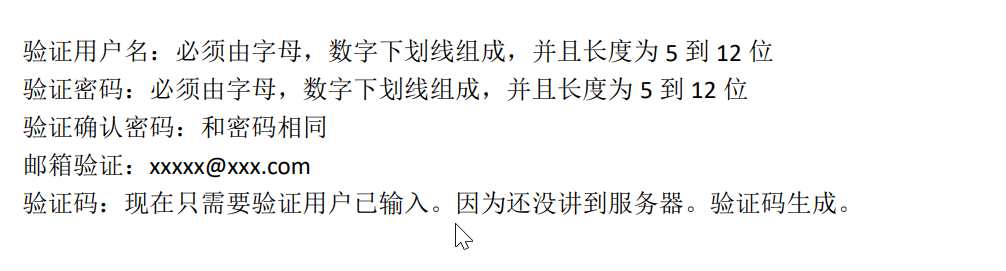 验证用户名：必须由字母，数字下划线组成，并且长度为 5 到 12 位
验证密码：必须由字母，数字下划线组成，并且长度为 5 到 12 位
验证确认密码：和密码相同
邮箱验证：xxxxx@xxx.com
验证码：现在只需要验证用户已输入。因为还没讲到服务器。验证码生成。